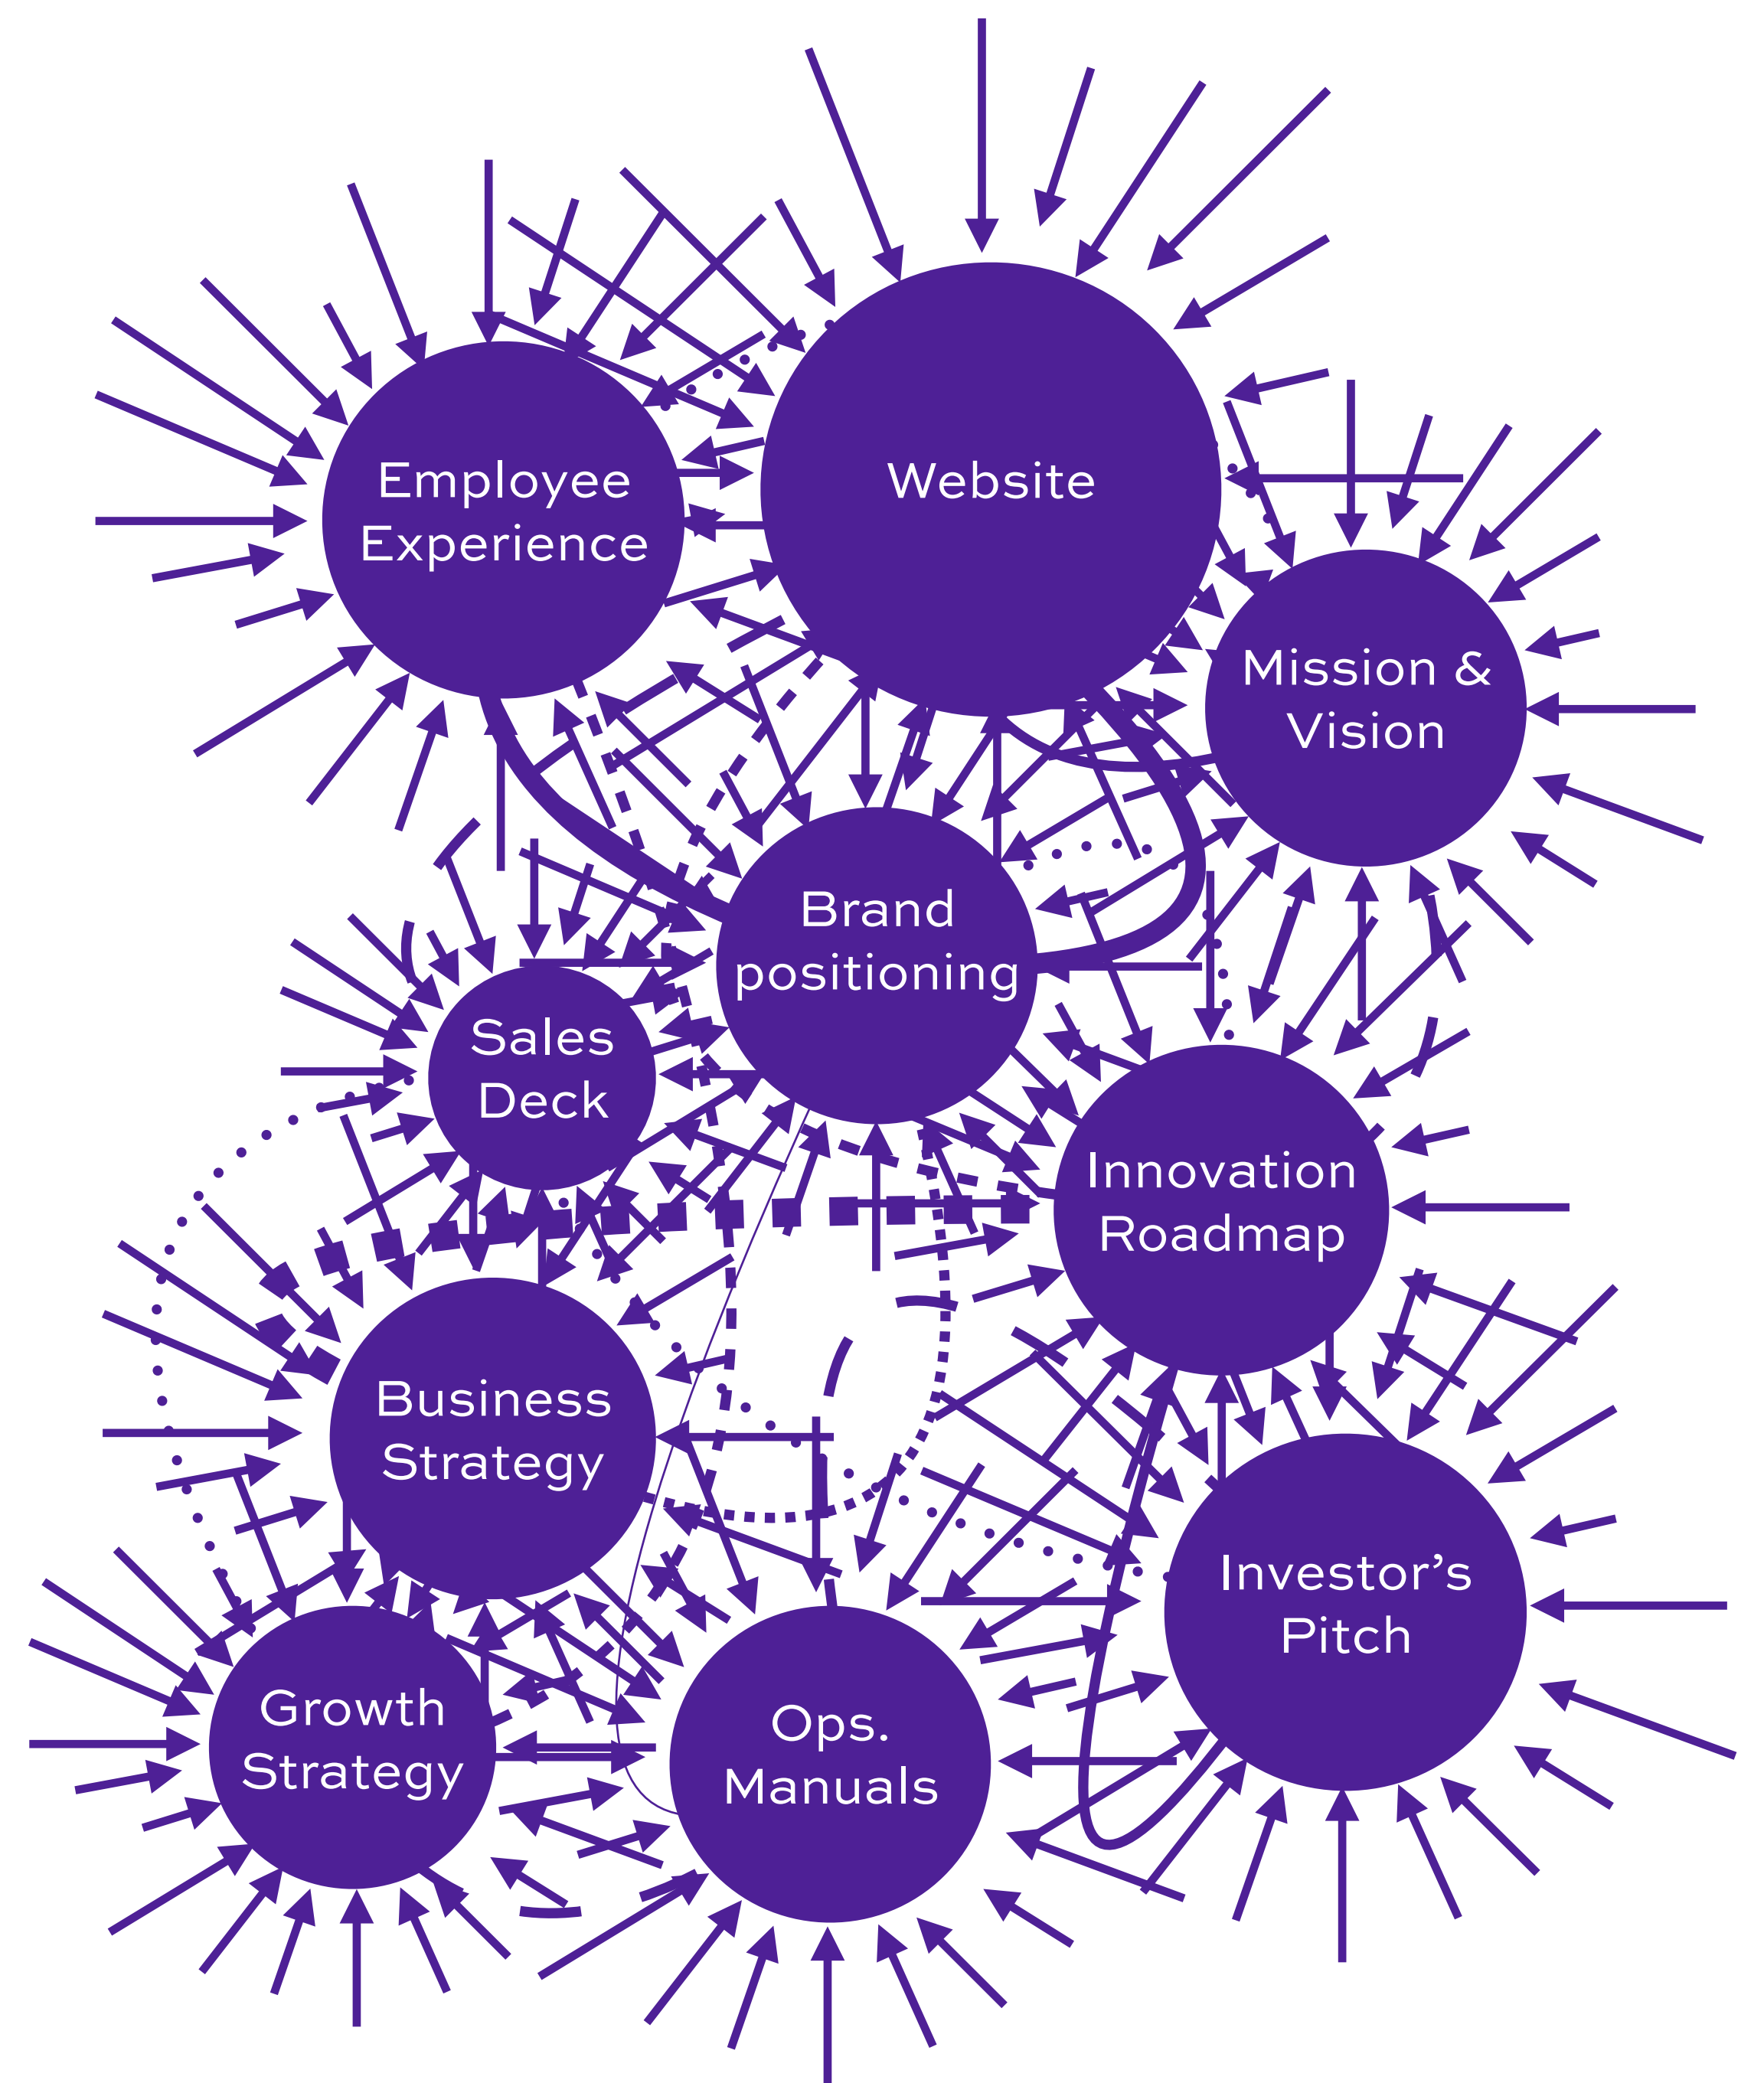 Employee
Experience
Website
Mission &
Vision
Brand
positioning
Sales
Deck
Innovation
Roadmap
Business
Strategy
Investor’s
Pitch
Growth
Strategy
Ops.
Manuals